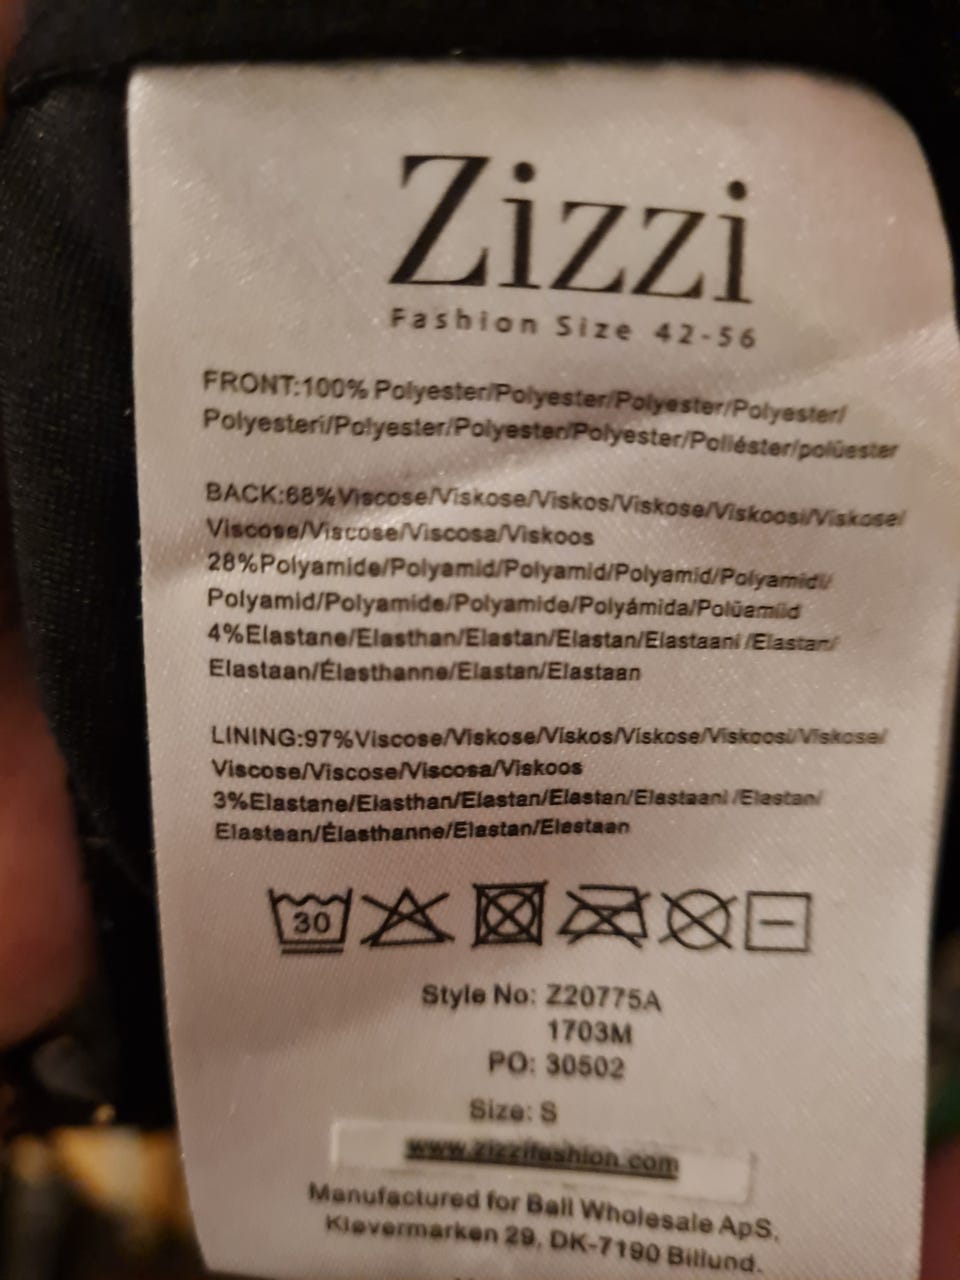 Zizzi
Fashion Size 42-56
FRONT:100% Polyester/Polyester/Polyester/Polyester/
Polyesteri/Polyester/Polyester/Polyester/Poliéster/polüester
BACK:68%Viscose/Viskose/Viskos/Viskose/Viskoosi/Viskose/
Viscose/Viscose/Viscosa/Viskoos
28%Polyamide/Polyamid/Polyamid/Polyamid/Polyamidi/
Polyamid/Polyamide/Polyamide/Polyámida/Polüamiid
4%Elastane/Elasthan/Elastan/Elastan/Elastaani /Elastan/
Elastaan/Élasthanne/Elastan/Elastaan
LINING:97%Viscose/Viskose/Viskos/Viskose/Viskoosi/Viskose/
Viscose/Viscose/Viscosa/Viskoos
3%Elastane/Elasthan/Elastan/Elastan/Elastaani /Elastan/
Elastaan/Élasthanne/Elastan/Elastaan
30
Style No: Z20775A
1703M
PO: 30502
Size: S
www.zizzifashion.com
Manufactured for Ball Wholesale ApS,
Kløvermarken 29, DK-7190 Billund.